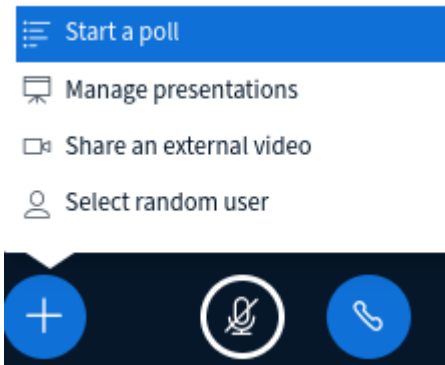 Start a poll
Manage presentations
Share an external video
Select random user